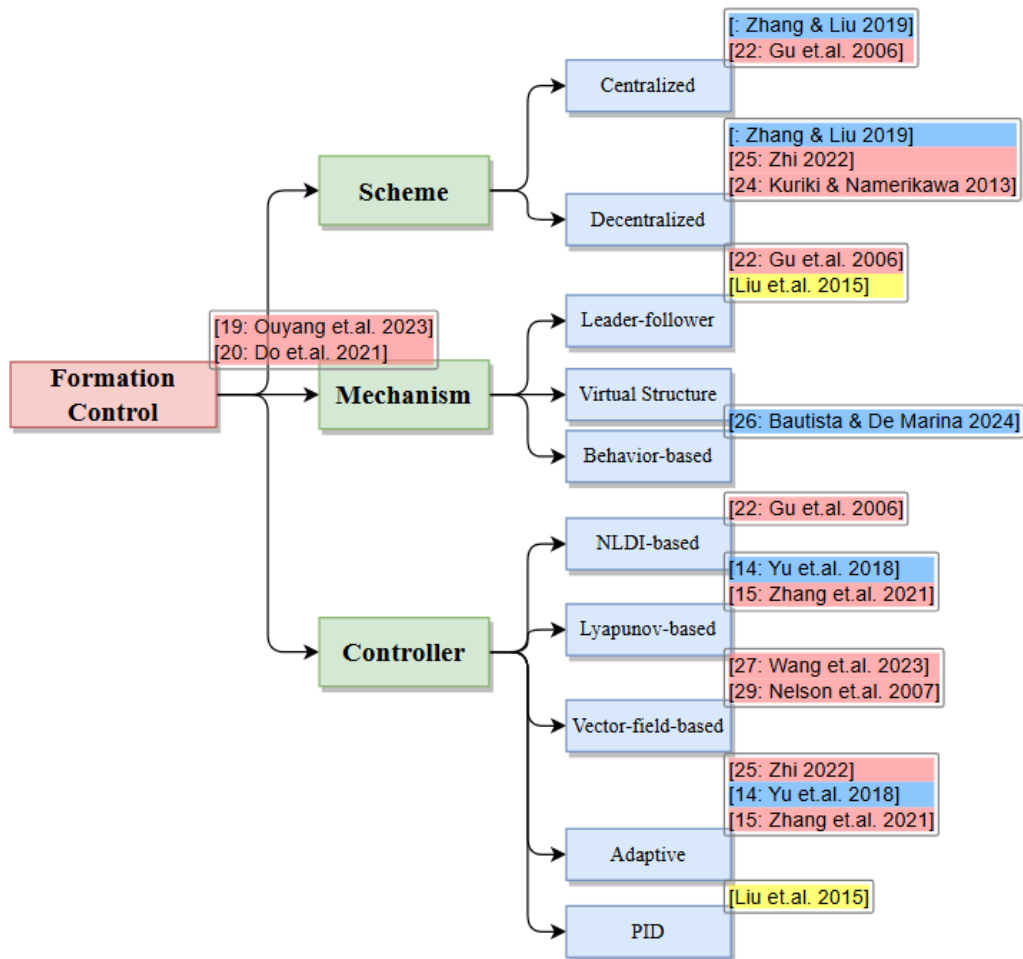 [: Zhang & Liu 2019]
[22: Gu et.al. 2006]
Centralized
[: Zhang & Liu 2019]
[25: Zhi 2022]
[24: Kuriki & Namerikawa 2013]
Scheme
Decentralized
[22: Gu et.al. 2006]
[Liu et.al. 2015]
Leader-follower
[19: Ouyang et.al. 2023]
[20: Do et.al. 2021]
Formation
Control
Mechanism
Virtual Structure
[26: Bautista & De Marina 2024]
Behavior-based
[22: Gu et.al. 2006]
NLDI-based
[14: Yu et.al. 2018]
[15: Zhang et.al. 2021]
Lyapunov-based
Controller
[27: Wang et.al. 2023]
[29: Nelson et.al. 2007]
Vector-field-based
[25: Zhi 2022]
[14: Yu et.al. 2018]
[15: Zhang et.al. 2021]
Adaptive
[Liu et.al. 2015]
PID